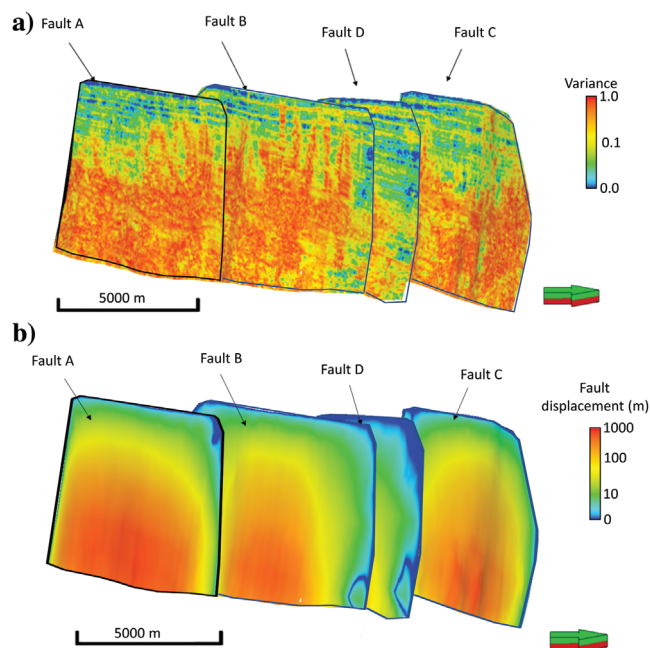 a)
Fault A
Fault B
Fault D
Fault C
Variance
1.0
0.1
0.0
5000 m
b)
Fault A
Fault B
Fault D
Fault C
Fault
displacement (m)
1000
100
10
0
5000 m